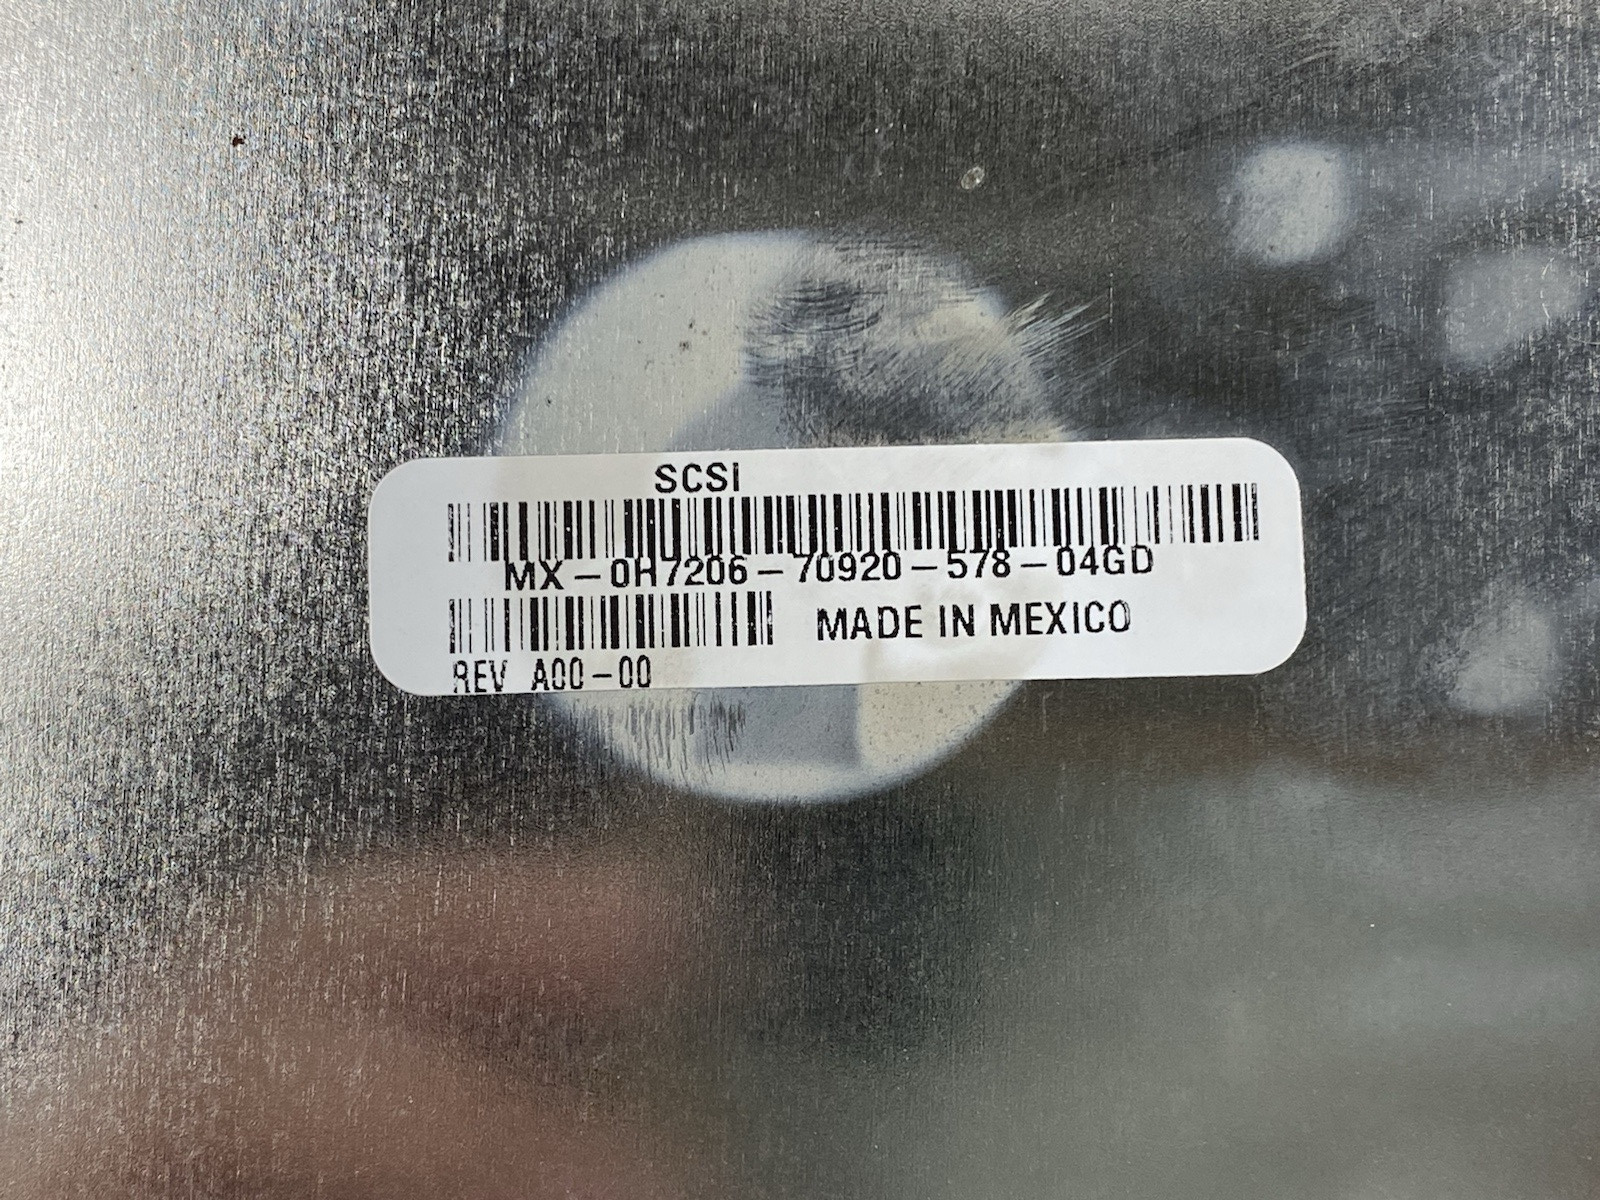 SCSI
MX-0H7206-70920-578-04GD
MADE IN MEXICO
REV A00-00